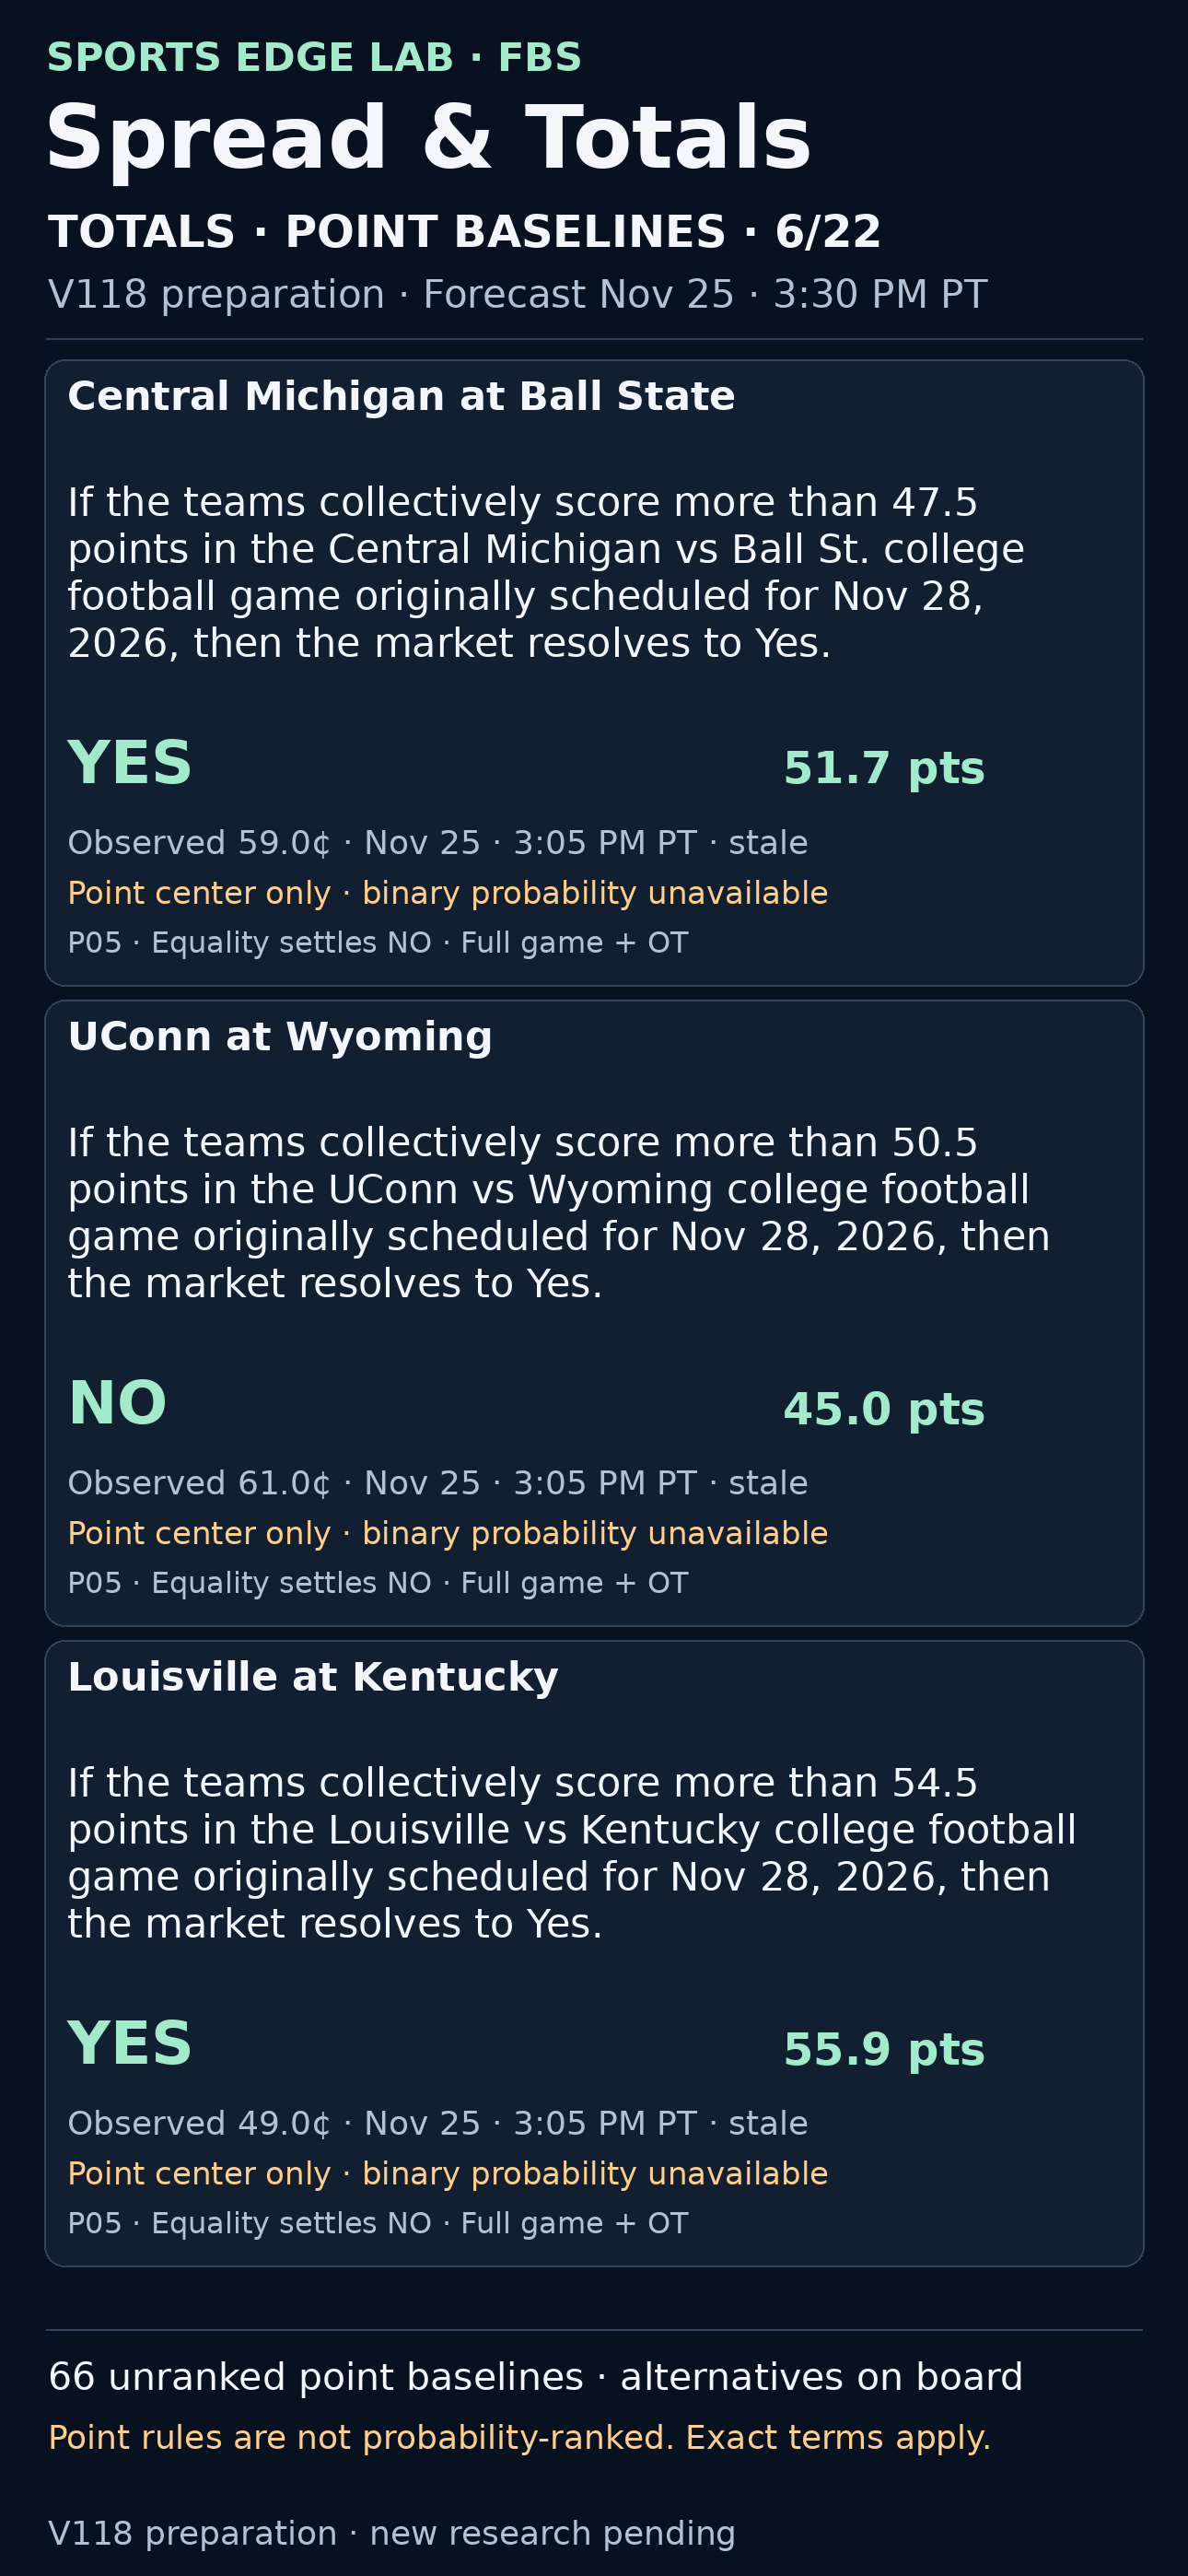 SPORTS EDGE LAB · FBS
Spread & Totals
TOTALS · POINT BASELINES · 6/22
V118 preparation · Forecast Nov 25 · 3:30 PM PT
Central Michigan at Ball State
If the teams collectively score more than 47.5
points in the Central Michigan vs Ball St. college
football game originally scheduled for Nov 28,
2026, then the market resolves to Yes.
YES 51.7 pts
Observed 59.0¢ · Nov 25 · 3:05 PM PT · stale
Point center only · binary probability unavailable
P05 · Equality settles NO · Full game + OT
UConn at Wyoming
If the teams collectively score more than 50.5
points in the UConn vs Wyoming college football
game originally scheduled for Nov 28, 2026, then
the market resolves to Yes.
NO 45.0 pts
Observed 61.0¢ · Nov 25 · 3:05 PM PT · stale
Point center only · binary probability unavailable
P05 · Equality settles NO · Full game + OT
Louisville at Kentucky
If the teams collectively score more than 54.5
points in the Louisville vs Kentucky college football
game originally scheduled for Nov 28, 2026, then
the market resolves to Yes.
YES 55.9 pts
Observed 49.0¢ · Nov 25 · 3:05 PM PT · stale
Point center only · binary probability unavailable
P05 · Equality settles NO · Full game + OT
66 unranked point baselines · alternatives on board
Point rules are not probability-ranked. Exact terms apply.
V118 preparation · new research pending